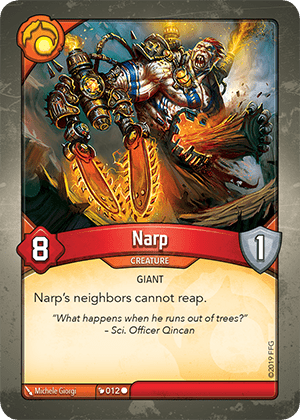 Narp
CREATURE
8
1
GIANT
Narp's neighbors cannot reap.
"What happens when he runs out of trees?"
– Sci. Officer Qincan
Michele Giorgi
012
©2019 FFG